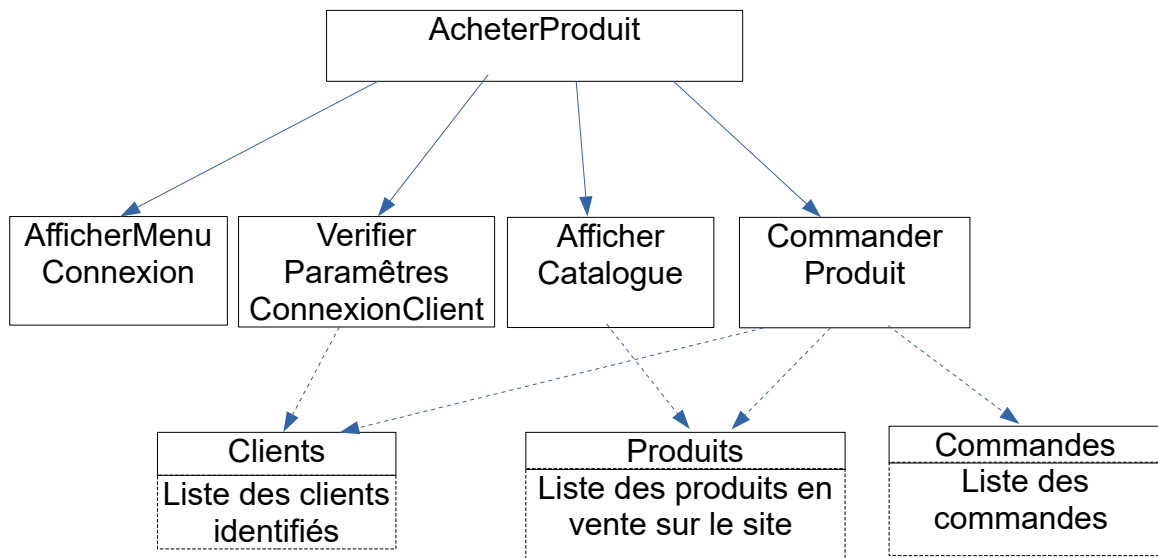 AcheterProduit
AfficherMenu
Connexion
Verifier
Paramêtres
ConnexionClient
Afficher
Catalogue
Commander
Produit
Clients
Liste des clients
identifiés
Produits
Liste des produits en
vente sur le site
Commandes
Liste des
commandes